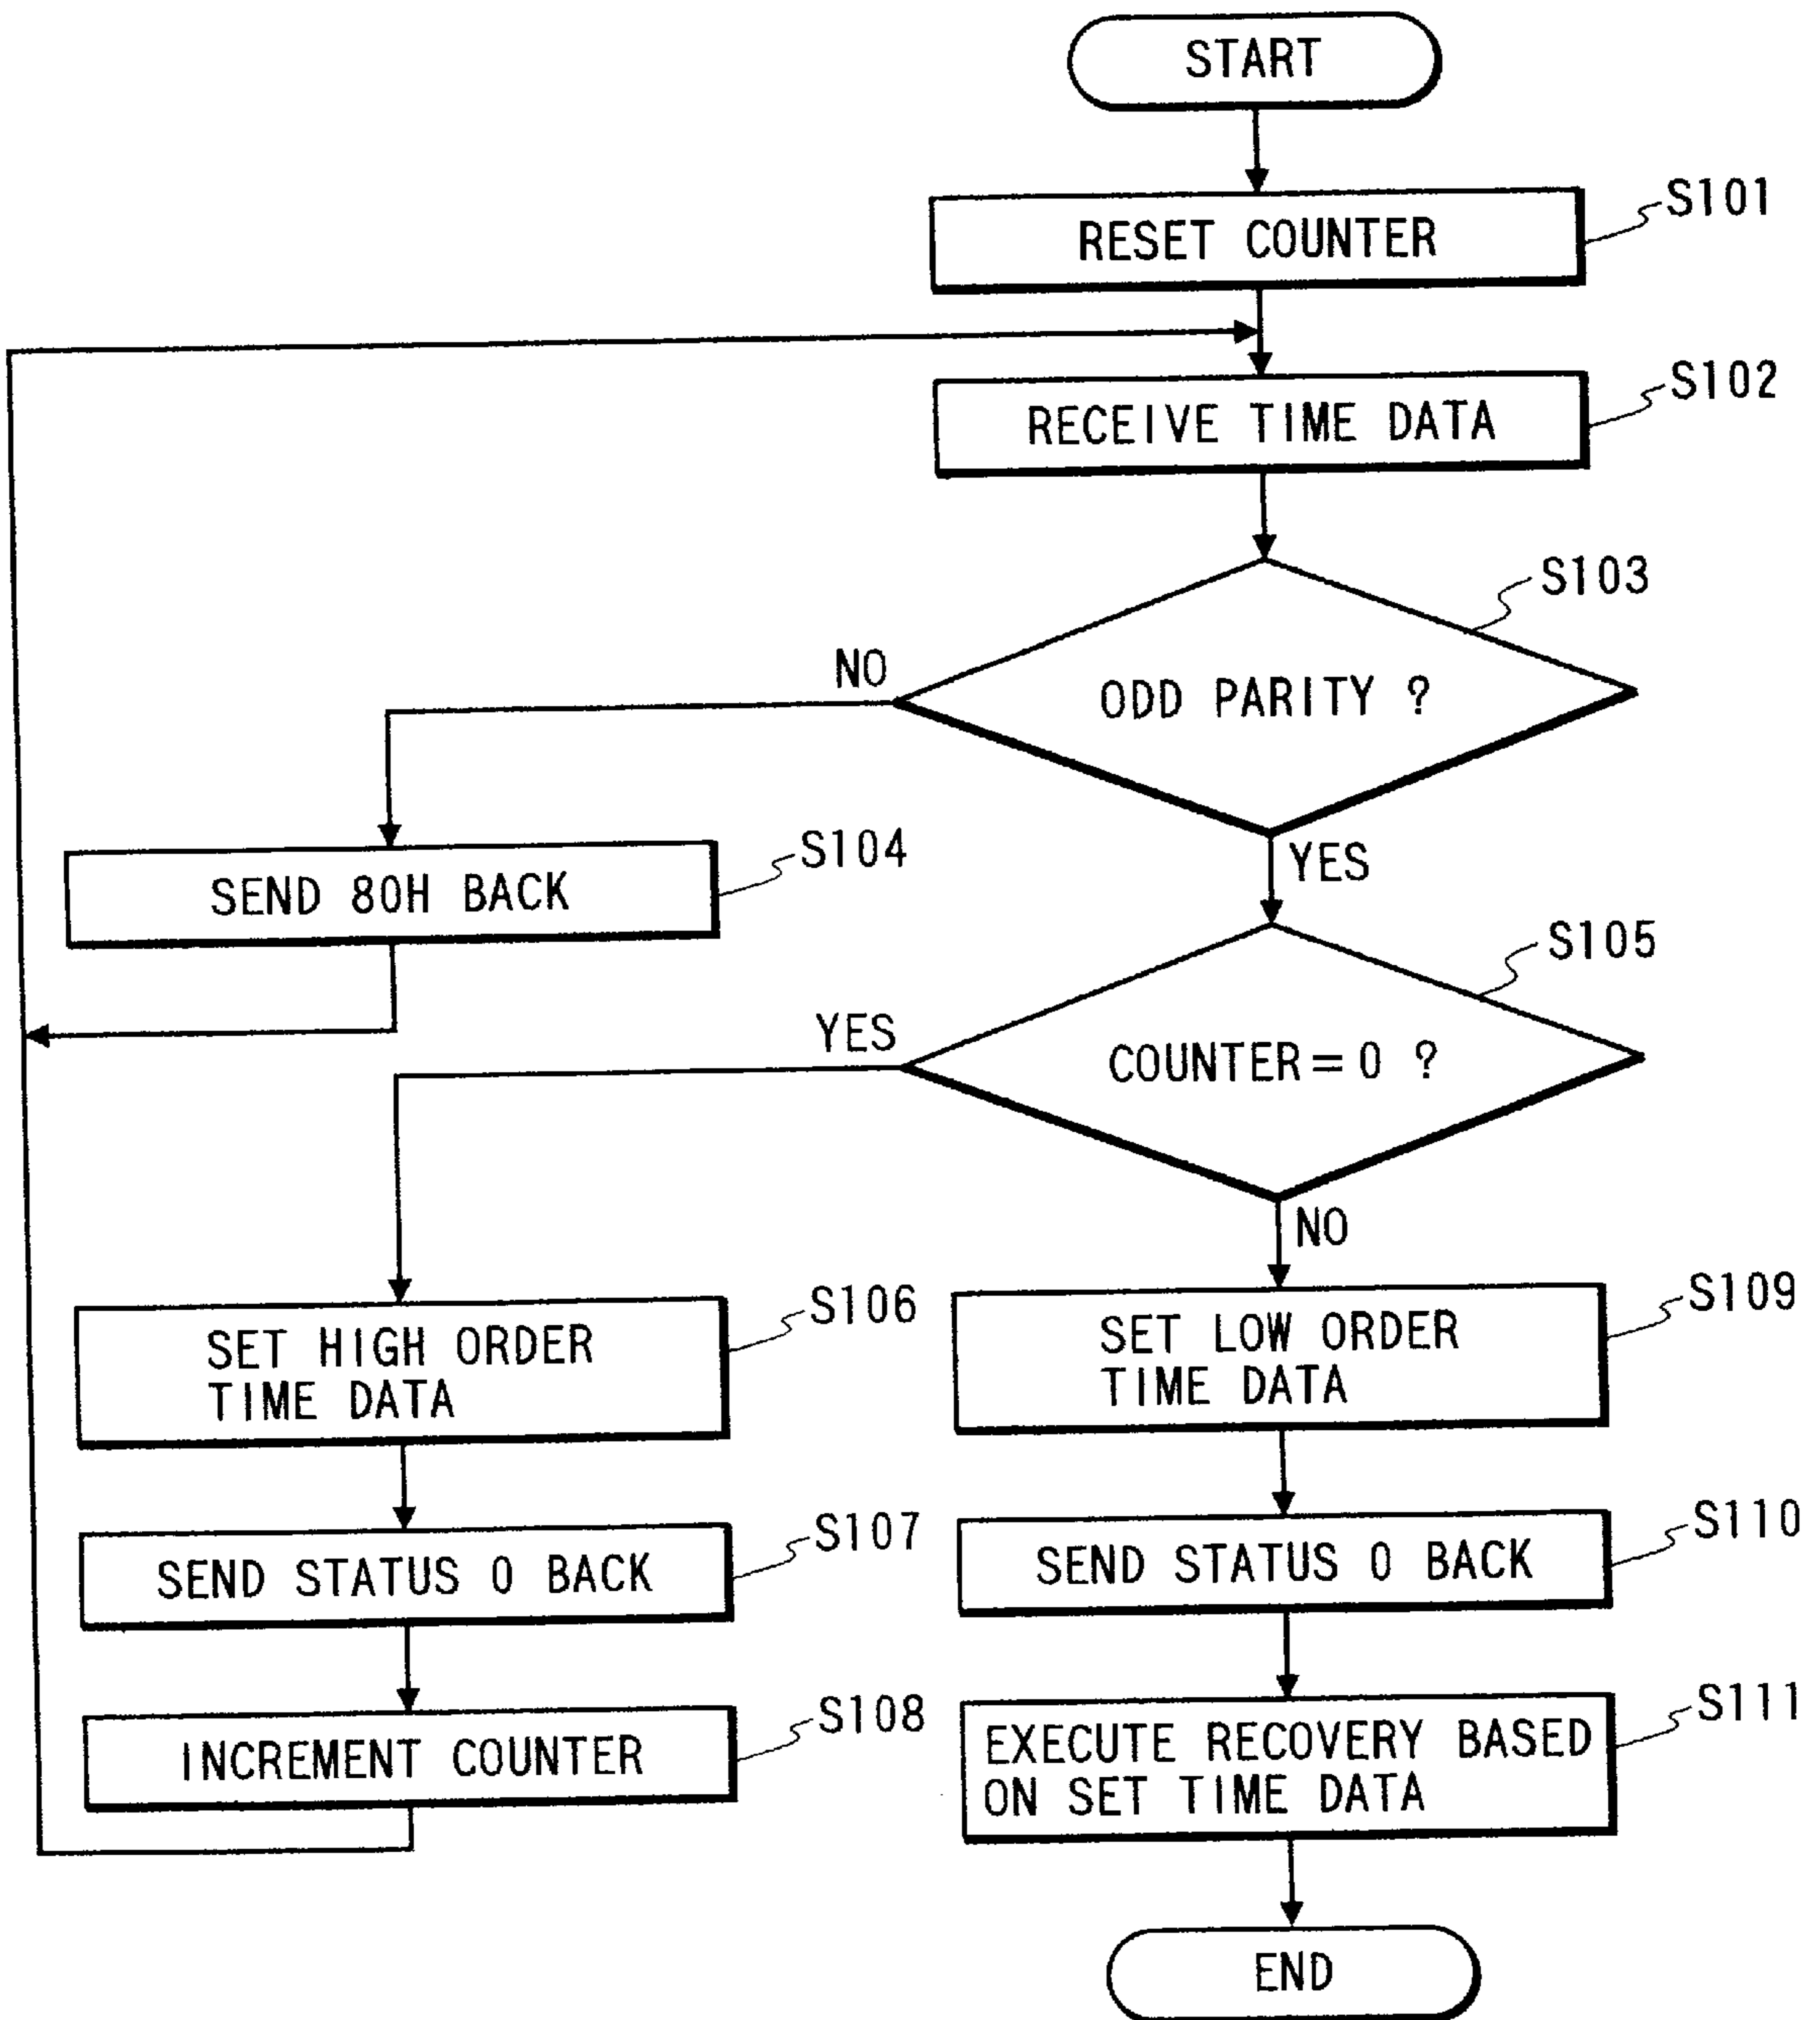 START
RESET COUNTER
S101
RECEIVE TIME DATA
S102
ODD PARITY ?
S103
NO
YES
SEND 80H BACK
S104
COUNTER = 0 ?
S105
YES
NO
SET HIGH ORDER
TIME DATA
S106
SET LOW ORDER
TIME DATA
S109
SEND STATUS 0 BACK
S107
SEND STATUS 0 BACK
S110
INCREMENT COUNTER
S108
EXECUTE RECOVERY BASED
ON SET TIME DATA
S111
END